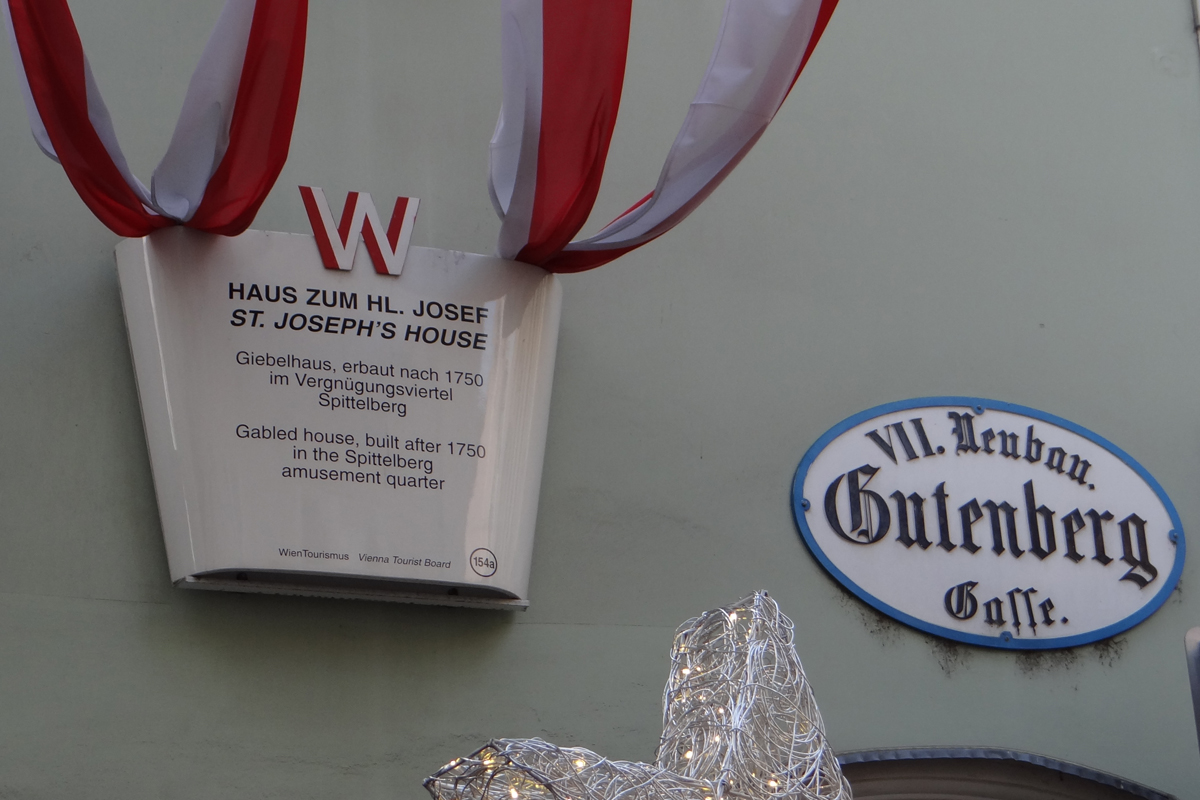 W
HAUS ZUM HL. JOSEF
ST. JOSEPH'S HOUSE
Giebelhaus, erbaut nach 1750
im Vergnügungsviertel
Spittelberg
Gabled house, built after 1750
in the Spittelberg
amusement quarter
WienTourismus Vienna Tourist Board 154a
VII. Neubau.
Gutenberg
Gasse.